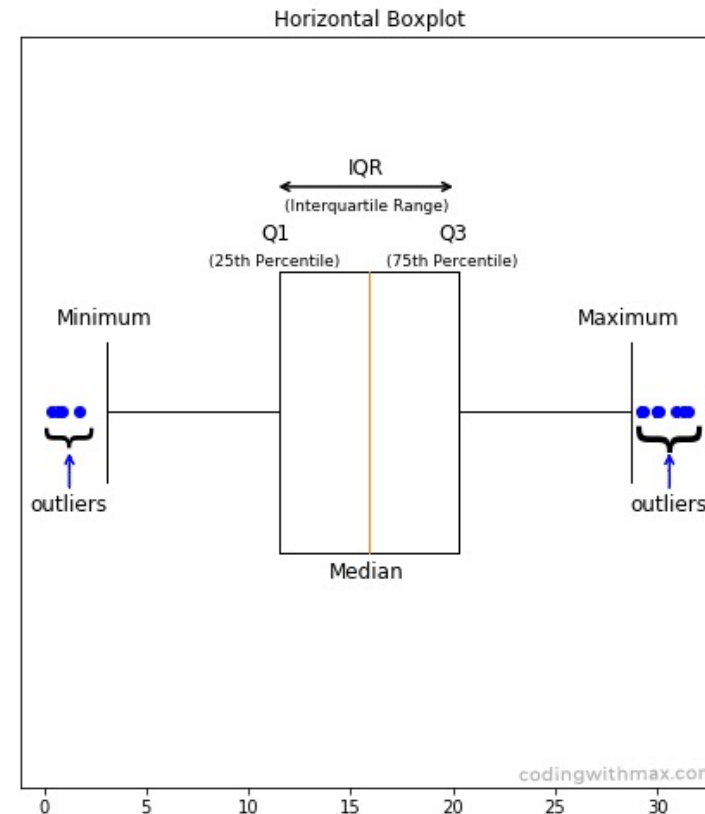 Horizontal Boxplot
IQR
(Interquartile Range)
Q1 Q3
(25th Percentile) (75th Percentile)
Minimum Maximum
outliers outliers
Median
codingwithmax.com
0 5 10 15 20 25 30